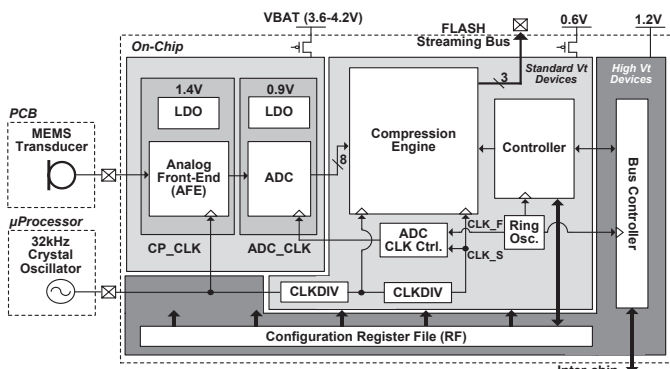 VBAT (3.6-4.2V)
FLASH
Streaming Bus
0.6V
1.2V
On-Chip
Standard Vt
Devices
High Vt
Devices
1.4V
LDO
0.9V
LDO
3
PCB
MEMS
Transducer
Analog
Front-End
(AFE)
ADC
8
Compression
Engine
Controller
Bus Controller
µProcessor
32kHz
Crystal
Oscillator
CP_CLK
ADC_CLK
ADC
CLK Ctrl.
CLK_F
CLK_S
Ring
Osc.
CLKDIV
CLKDIV
Configuration Register File (RF)
Inter-chip